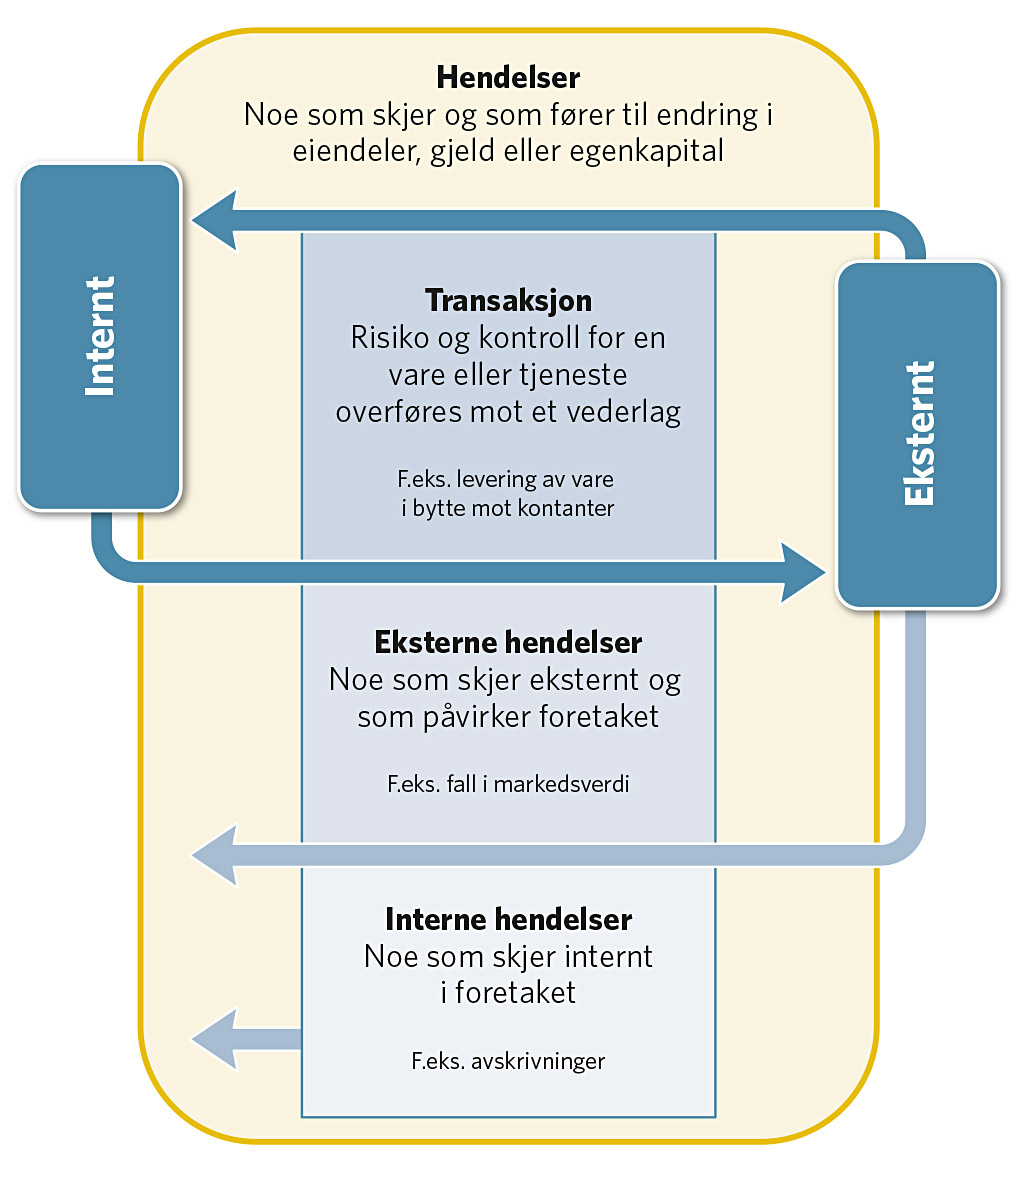 Hendelser
Noe som skjer og som fører til endring i
eiendeler, gjeld eller egenkapital
Internt
Eksternt
Transaksjon
Risiko og kontroll for en
vare eller tjeneste
overføres mot et vederlag
F.eks. levering av vare
i bytte mot kontanter
Eksterne hendelser
Noe som skjer eksternt og
som påvirker foretaket
F.eks. fall i markedsverdi
Interne hendelser
Noe som skjer internt
i foretaket
F.eks. avskrivninger